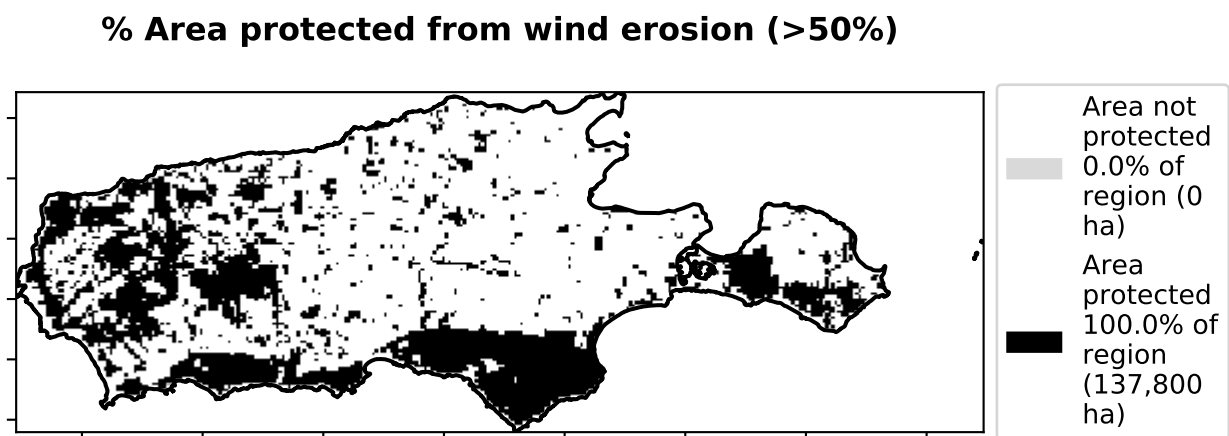 % Area protected from wind erosion (>50%)
Area not
protected
0.0% of
region (0
ha)
Area
protected
100.0% of
region
(137,800
ha)